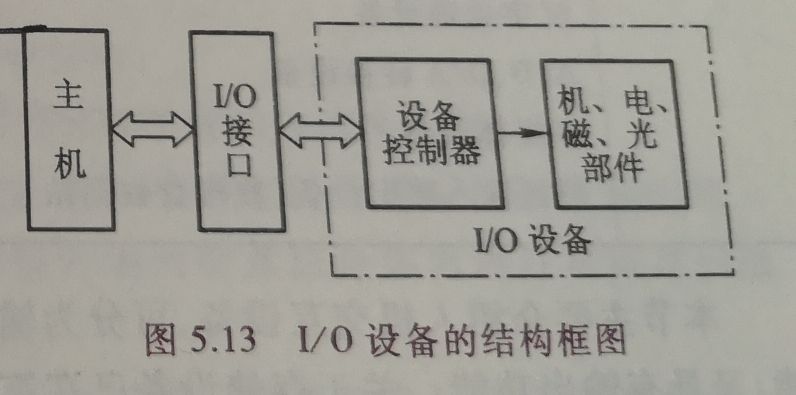 主机
I/O
接口
设备
控制器
机、电、
磁、光
部件
I/O 设备
图 5.13 I/O 设备的结构框图